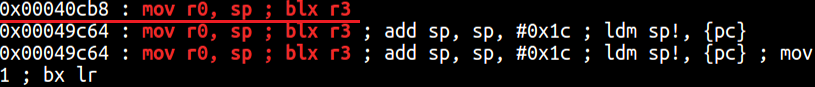 0x00040cb8 : mov r0, sp ; blx r3
0x00049c64 : mov r0, sp ; blx r3 ; add sp, sp, #0x1c ; ldm sp!, {pc}
0x00049c64 : mov r0, sp ; blx r3 ; add sp, sp, #0x1c ; ldm sp!, {pc} ; mov
1 ; bx lr